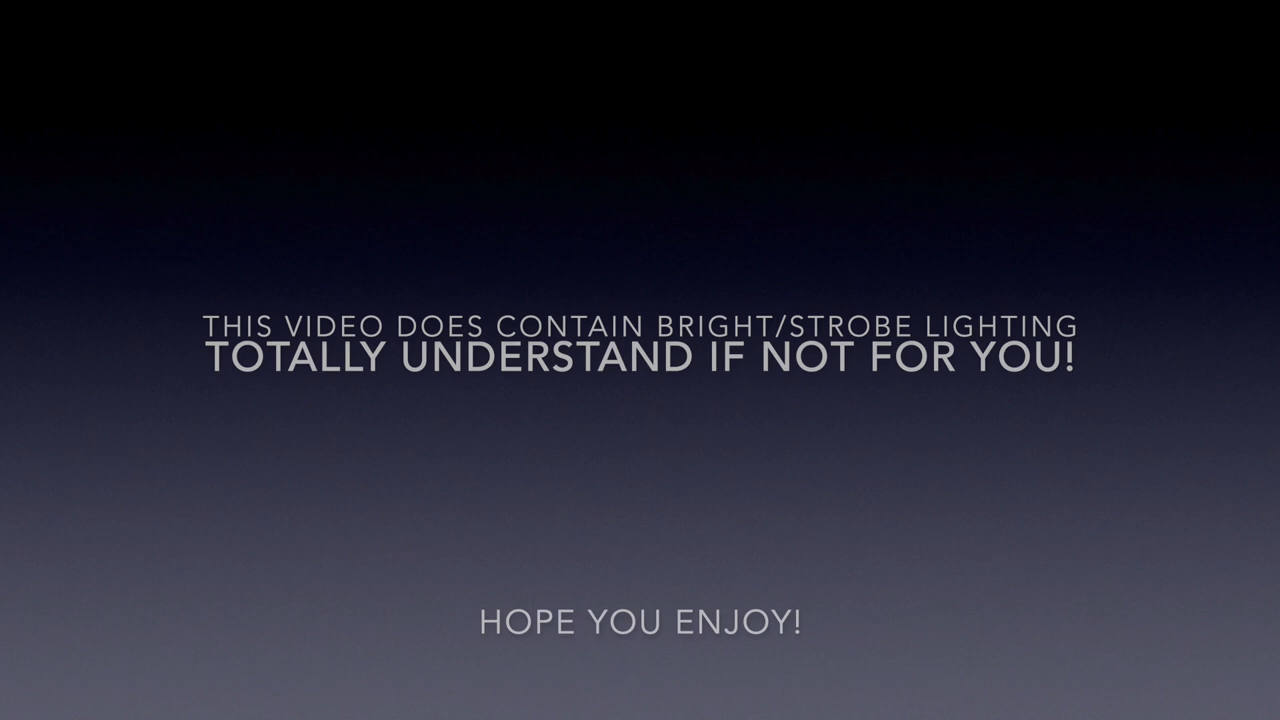 THIS VIDEO DOES CONTAIN BRIGHT/STROBE LIGHTING
TOTALLY UNDERSTAND IF NOT FOR YOU!
HOPE YOU ENJOY!